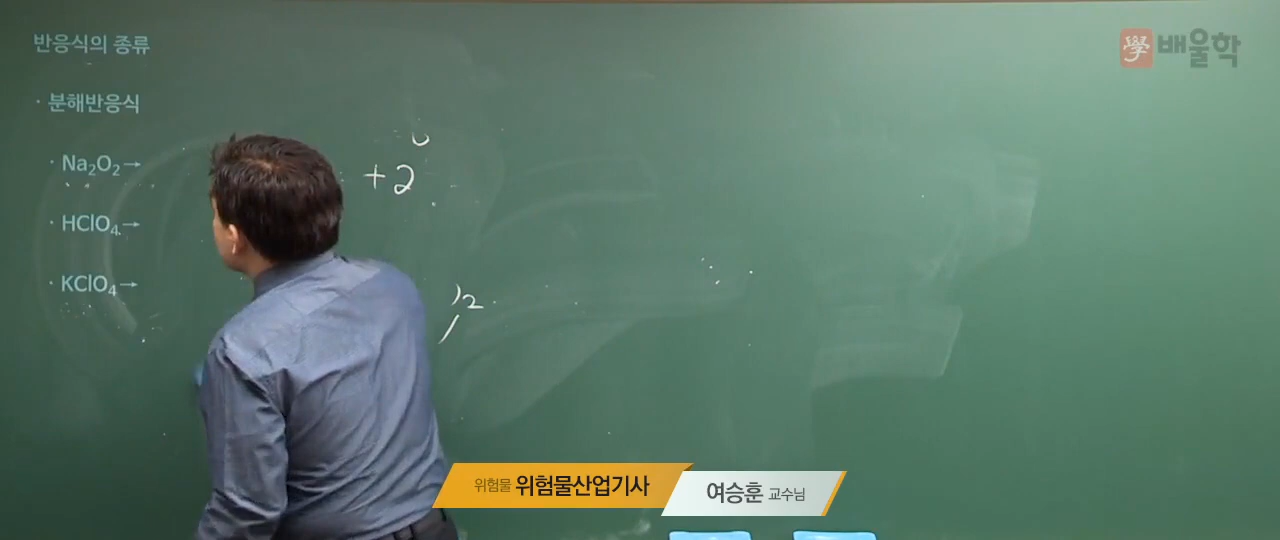 반응식의 종류
學 배울학
· 분해반응식
· Na₂O₂→
· HClO₄→
· KClO₄→
+2
)2
위험물 위험물산업기사
여승훈 교수님